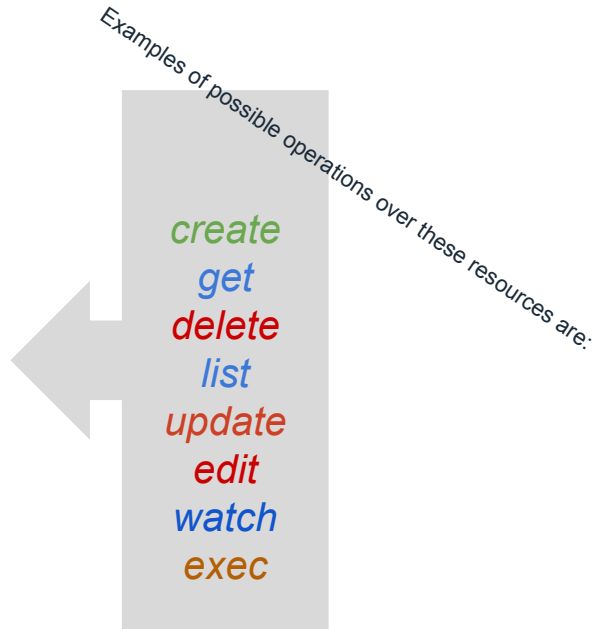 Examples of possible operations over these resources are:
create
get
delete
list
update
edit
watch
exec